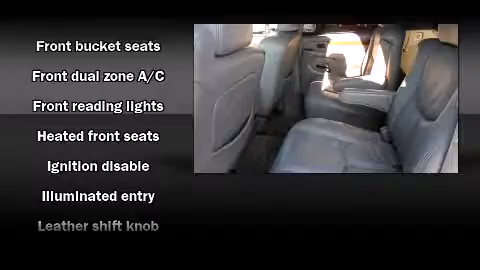 Front bucket seats
Front dual zone A/C
Front reading lights
Heated front seats
Ignition disable
Illuminated entry
Leather shift knob